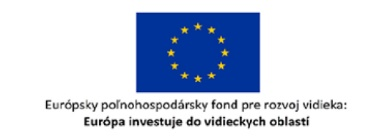 Európsky poľnohospodársky fond pre rozvoj vidieka:
Európa investuje do vidieckych oblastí